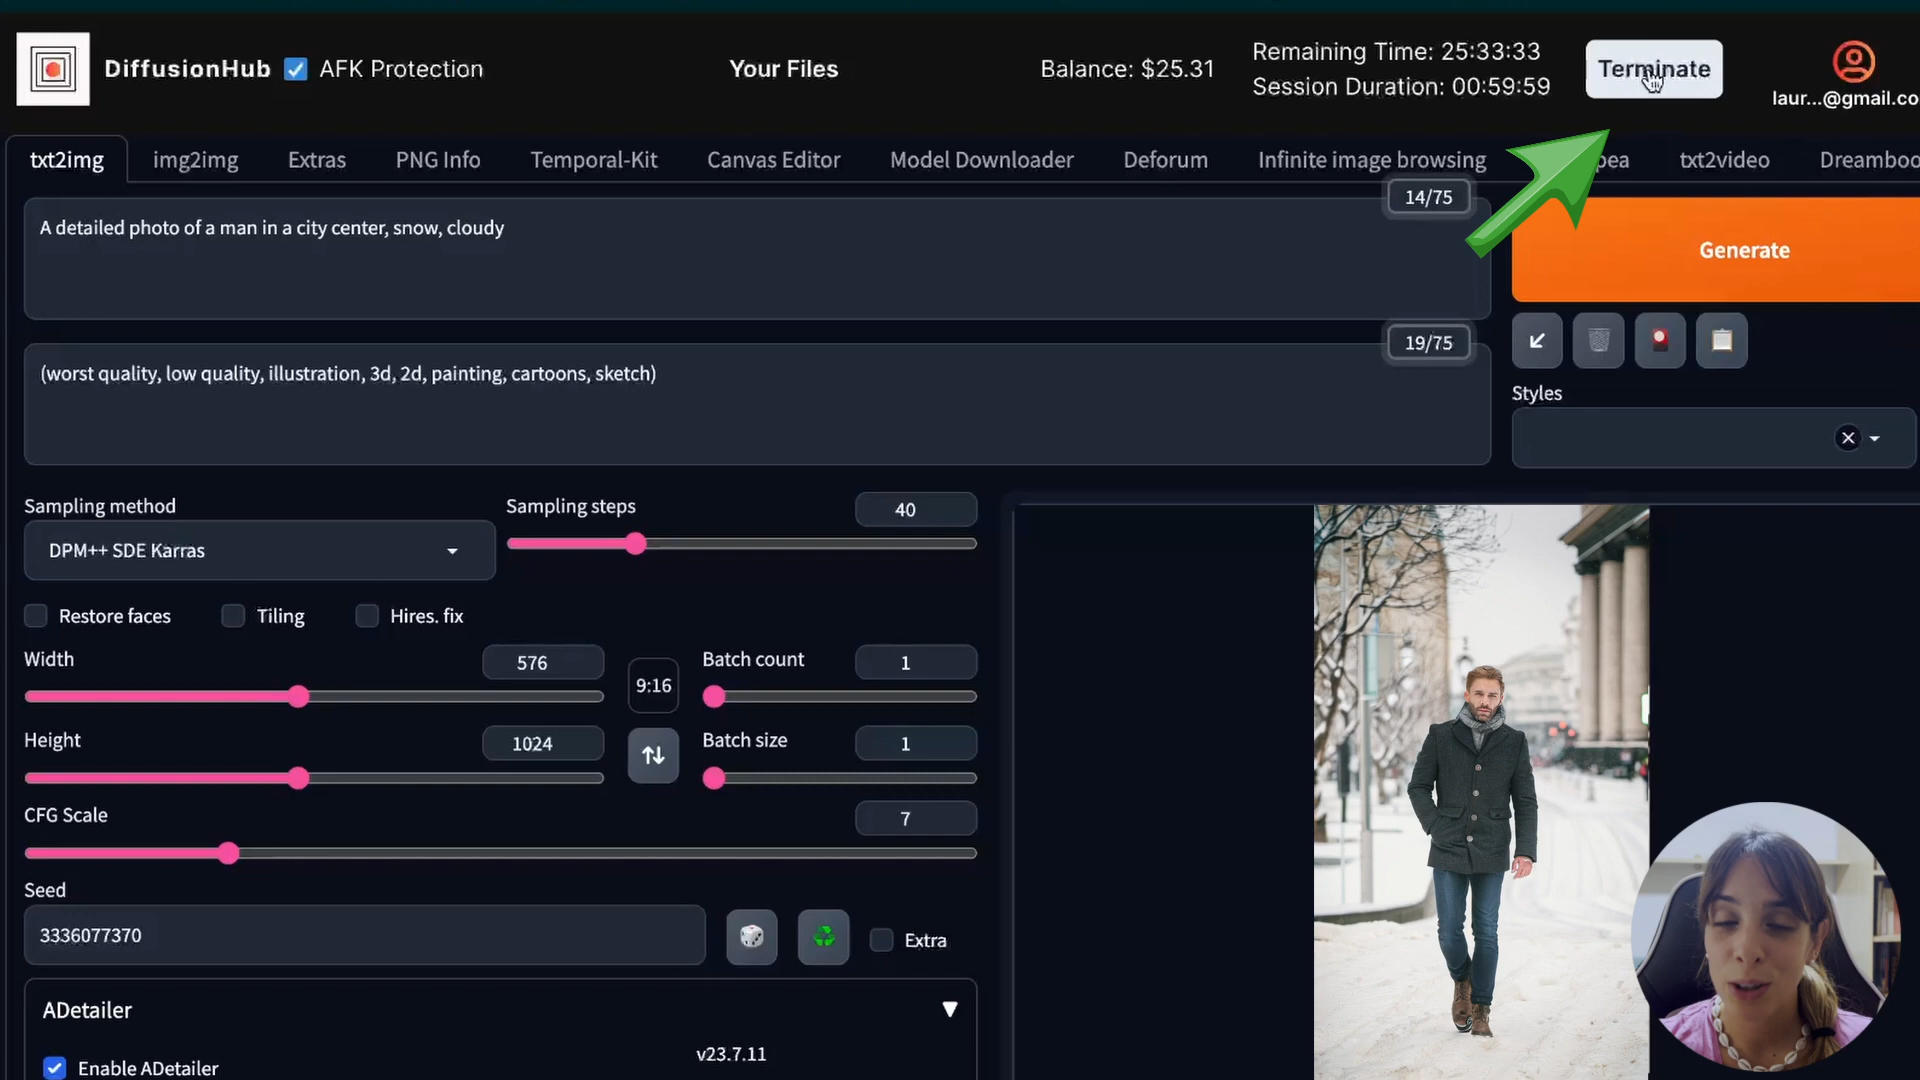 DiffusionHub
AFK Protection
Your Files
Balance: $25.31
Remaining Time: 25:33:33
Session Duration: 00:59:59
Terminate
laur...@gmail.co
txt2img
img2img
Extras
PNG Info
Temporal-Kit
Canvas Editor
Model Downloader
Deforum
Infinite image browsing
pea
txt2video
Dreamboo
14/75
A detailed photo of a man in a city center, snow, cloudy
Generate
19/75
(worst quality, low quality, illustration, 3d, 2d, painting, cartoons, sketch)
Styles
Sampling method
DPM++ SDE Karras
Sampling steps
40
Restore faces
Tiling
Hires. fix
Width
576
9:16
Batch count
1
Height
1024
Batch size
1
CFG Scale
7
Seed
3336077370
Extra
ADetailer
Enable ADetailer
v23.7.11